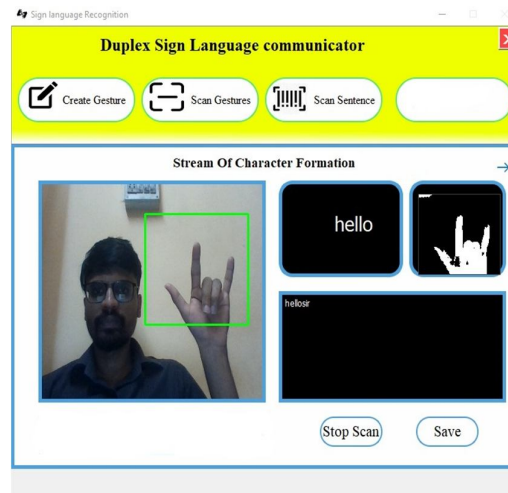 Sign language Recognition
Duplex Sign Language communicator
Create Gesture
Scan Gestures
Scan Sentence
Stream Of Character Formation
hello
hellosir
Stop Scan
Save